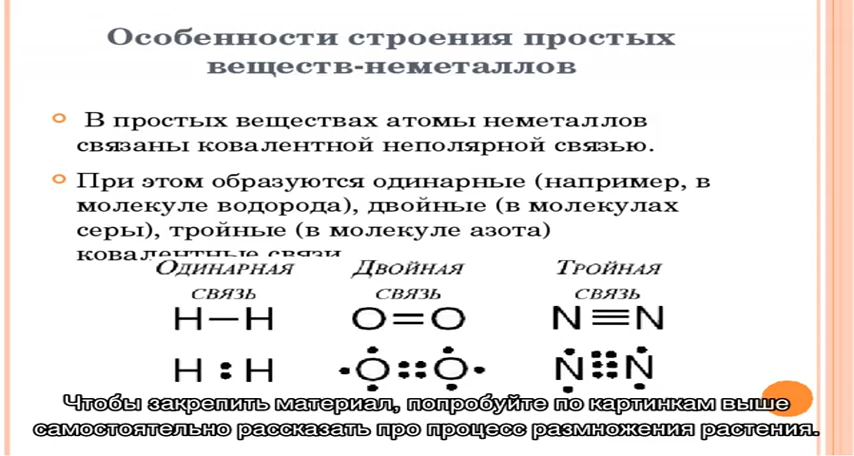 Особенности строения простых
веществ-неметаллов
В простых веществах атомы неметаллов
связаны ковалентной неполярной связью.
При этом образуются одинарные (например, в
молекуле водорода), двойные (в молекулах
серы), тройные (в молекуле азота)
ковалентные связи
Одинарная связь
H—H
H:H
Двойная связь
O=O
O::O
Тройная связь
N≡N
N:::N
Чтобы закрепить материал, попробуйте по картинкам выше
самостоятельно рассказать про процесс размножения растения.